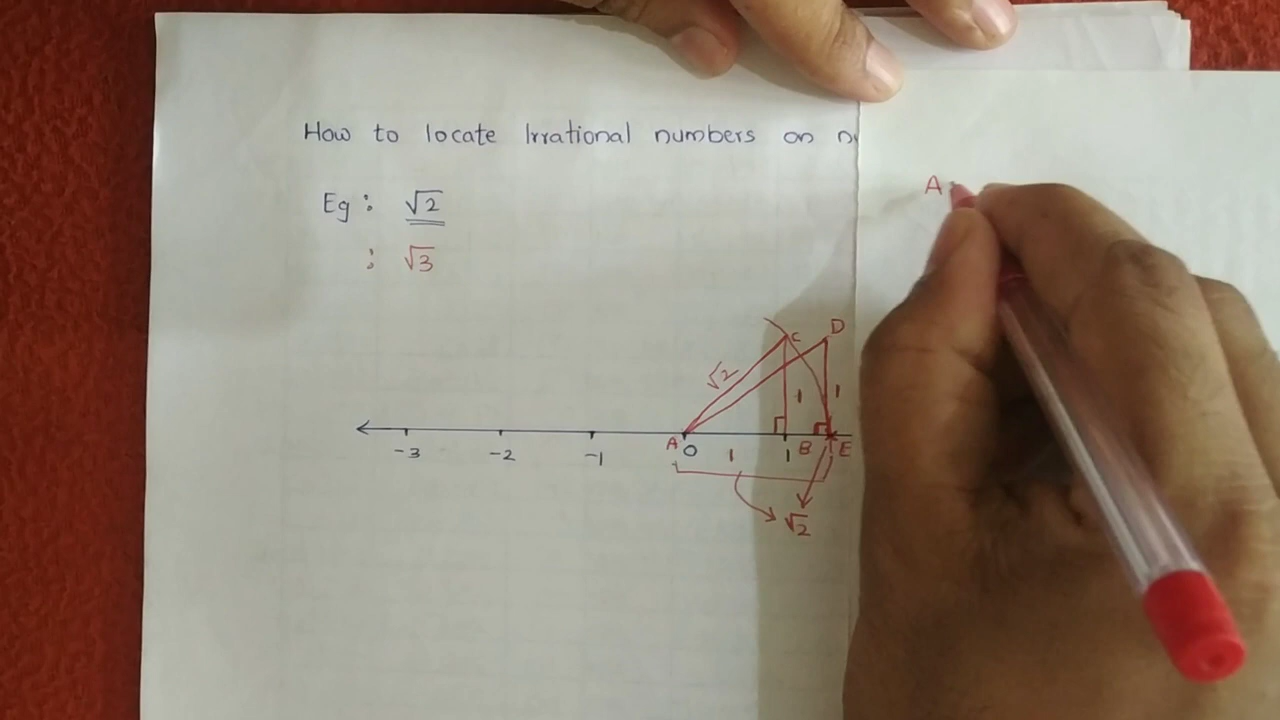 How to locate Irrational numbers on
Eg : √2
: √3
A
C D
√2 1 1
A 0 1 1 B E
-3 -2 -1
√2